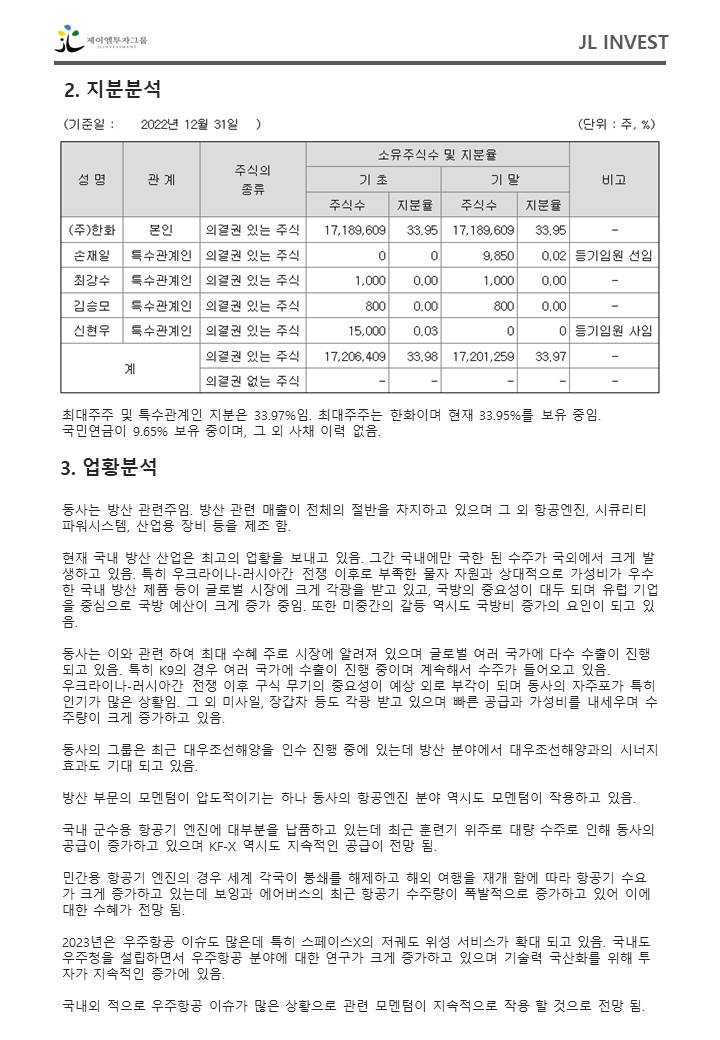 제이엘투자그룹
JLINVESTMENT
JL INVEST
2. 지분분석
(기준일 : 2022년 12월 31일 ) (단위 : 주, %)
성 명 관 계 주식의 종류 소유주식수 및 지분율 비고
기 초 기 말
주식수 지분율 주식수 지분율
(주)한화 본인 의결권 있는 주식 17,189,609 33.95 17,189,609 33.95 -
손재일 특수관계인 의결권 있는 주식 0 0 9,850 0.02 등기임원 선임
최강수 특수관계인 의결권 있는 주식 1,000 0.00 1,000 0.00 -
김승모 특수관계인 의결권 있는 주식 800 0.00 800 0.00 -
신현우 특수관계인 의결권 있는 주식 15,000 0.03 0 0 등기임원 사임
계 의결권 있는 주식 17,206,409 33.98 17,201,259 33.97 -
의결권 없는 주식 - - - - -
최대주주 및 특수관계인 지분은 33.97%임. 최대주주는 한화이며 현재 33.95%를 보유 중임.
국민연금이 9.65% 보유 중이며, 그 외 사채 이력 없음.
3. 업황분석
동사는 방산 관련주임. 방산 관련 매출이 전체의 절반을 차지하고 있으며 그 외 항공엔진, 시큐리티
파워시스템, 산업용 장비 등을 제조 함.
현재 국내 방산 산업은 최고의 업황을 보내고 있음. 그간 국내에만 국한 된 수주가 국외에서 크게 발
생하고 있음. 특히 우크라이나-러시아간 전쟁 이후로 부족한 물자 자원과 상대적으로 가성비가 우수
한 국내 방산 제품 등이 글로벌 시장에 크게 각광을 받고 있고, 국방의 중요성이 대두 되며 유럽 기업
을 중심으로 국방 예산이 크게 증가 중임. 또한 미중간의 갈등 역시도 국방비 증가의 요인이 되고 있
음.
동사는 이와 관련 하여 최대 수혜 주로 시장에 알려져 있으며 글로벌 여러 국가에 다수 수출이 진행
되고 있음. 특히 K9의 경우 여러 국가에 수출이 진행 중이며 계속해서 수주가 들어오고 있음.
우크라이나-러시아간 전쟁 이후 구식 무기의 중요성이 예상 외로 부각이 되며 동사의 자주포가 특히
인기가 많은 상황임. 그 외 미사일, 장갑차 등도 각광 받고 있으며 빠른 공급과 가성비를 내세우며 수
주량이 크게 증가하고 있음.
동사의 그룹은 최근 대우조선해양을 인수 진행 중에 있는데 방산 분야에서 대우조선해양과의 시너지
효과도 기대 되고 있음.
방산 부문의 모멘텀이 압도적이기는 하나 동사의 항공엔진 분야 역시도 모멘텀이 작용하고 있음.
국내 군수용 항공기 엔진에 대부분을 납품하고 있는데 최근 훈련기 위주로 대량 수주로 인해 동사의
공급이 증가하고 있으며 KF-X 역시도 지속적인 공급이 전망 됨.
민간용 항공기 엔진의 경우 세계 각국이 봉쇄를 해제하고 해외 여행을 재개 함에 따라 항공기 수요
가 크게 증가하고 있는데 보잉과 에어버스의 최근 항공기 수주량이 폭발적으로 증가하고 있어 이에
대한 수혜가 전망 됨.
2023년은 우주항공 이슈도 많은데 특히 스페이스X의 저궤도 위성 서비스가 확대 되고 있음. 국내도
우주청을 설립하면서 우주항공 분야에 대한 연구가 크게 증가하고 있으며 기술력 국산화를 위해 투
자가 지속적인 증가에 있음.
국내외 적으로 우주항공 이슈가 많은 상황으로 관련 모멘텀이 지속적으로 작용 할 것으로 전망 됨.